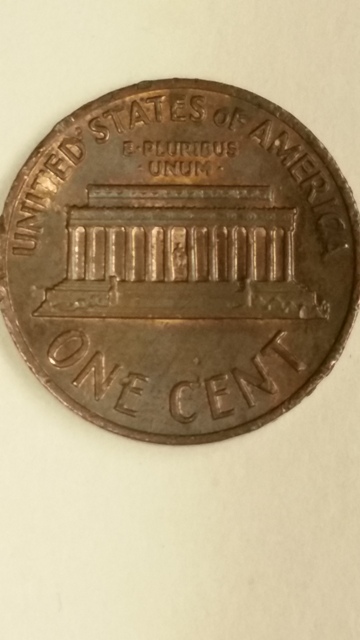 UNITED STATES OF AMERICA
E·PLURIBUS
·UNUM·
ONE CENT